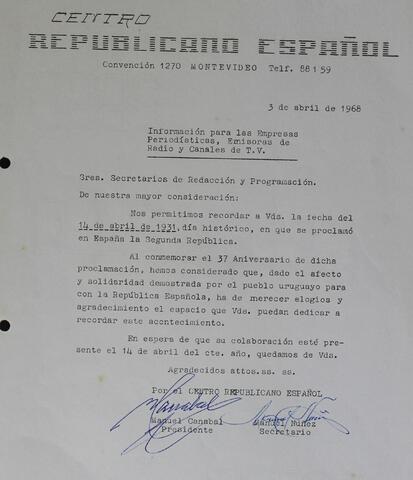 CENTRO
REPUBLICANO ESPAÑOL
Convención 1270 MONTEVIDEO Telf. 88159
3 de abril de 1968
Información para las Empresas
Periodísticas, Emisoras de
Radio y Canales de T.V.
Sres. Secretarios de Redacción y Programación.
De nuestra mayor consideración:
Nos permitimos recordar a Vds. la fecha del
14 de abril de 1931, día histórico, en que se proclamó
en España la Segunda República.
Al commemorar el 37 Aniversario de dicha
proclamación, hemos considerado que, dado el afecto
y solidsridad demostrada por el pueblo uruguayo para
con la República Española, ha de merecer elogios y
agradecimiento el espacio que Vds. puedan dedicar a
recordar este acontecimiento.
En espera de que su colaboración esté pre-
sente el 14 de abril del cte. año, quedamos de Vds.
Agradecidos attos.ss. ss.
Por el CENTRO REPUBLICANO ESPAÑOL
Manuel Canabal Manuel Núñez
Presidente Secretario